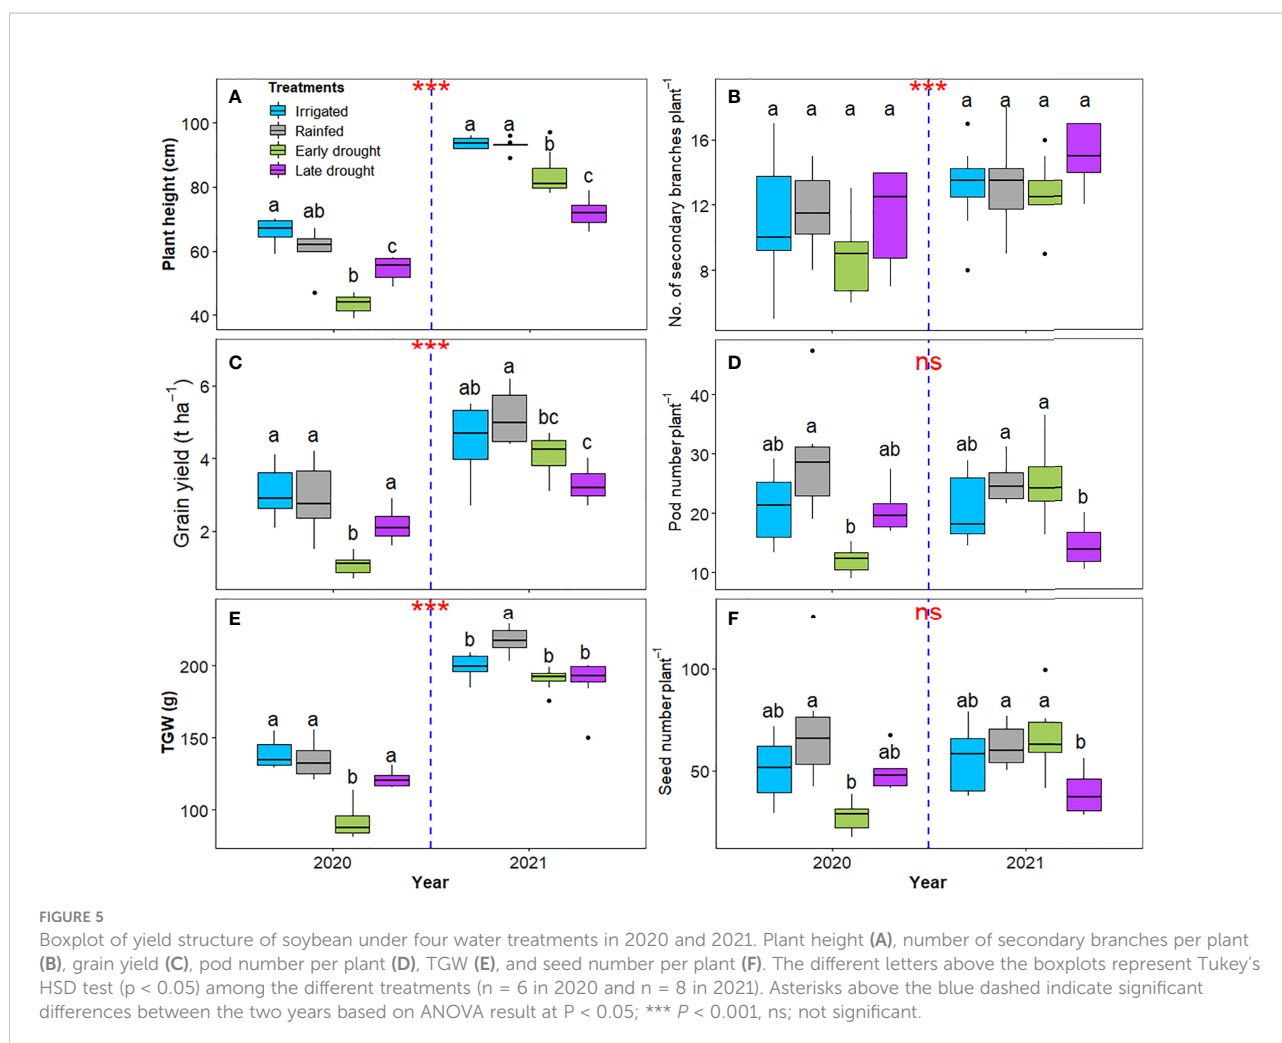 A
Treatments
Irrigated
Rainfed
Early drought
Late drought
***
Plant height (cm)
100
80
60
40
a
ab
b
c
a
a
b
c
B
***
No. of secondary branches plant⁻¹
16
12
8
a
a
a
a
a
a
a
a
C
***
Grain yield (t ha⁻¹)
6
4
2
a
a
b
a
ab
a
bc
c
D
ns
Pod number plant⁻¹
40
30
20
10
ab
a
b
ab
ab
a
a
b
E
***
TGW (g)
200
150
100
a
a
b
a
b
a
b
b
2020
2021
Year
F
ns
Seed number plant⁻¹
100
50
ab
a
b
ab
ab
a
a
b
2020
2021
Year
FIGURE 5
Boxplot of yield structure of soybean under four water treatments in 2020 and 2021. Plant height (A), number of secondary branches per plant
(B), grain yield (C), pod number per plant (D), TGW (E), and seed number per plant (F). The different letters above the boxplots represent Tukey's
HSD test (p < 0.05) among the different treatments (n = 6 in 2020 and n = 8 in 2021). Asterisks above the blue dashed indicate significant
differences between the two years based on ANOVA result at P < 0.05; *** P < 0.001, ns; not significant.